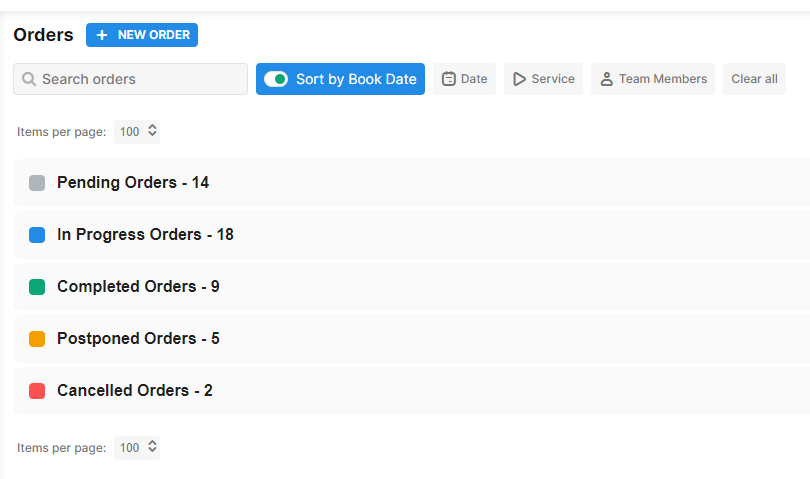 Orders + NEW ORDER
Search orders Sort by Book Date Date Service Team Members Clear all
Items per page: 100
Pending Orders - 14
In Progress Orders - 18
Completed Orders - 9
Postponed Orders - 5
Cancelled Orders - 2
Items per page: 100